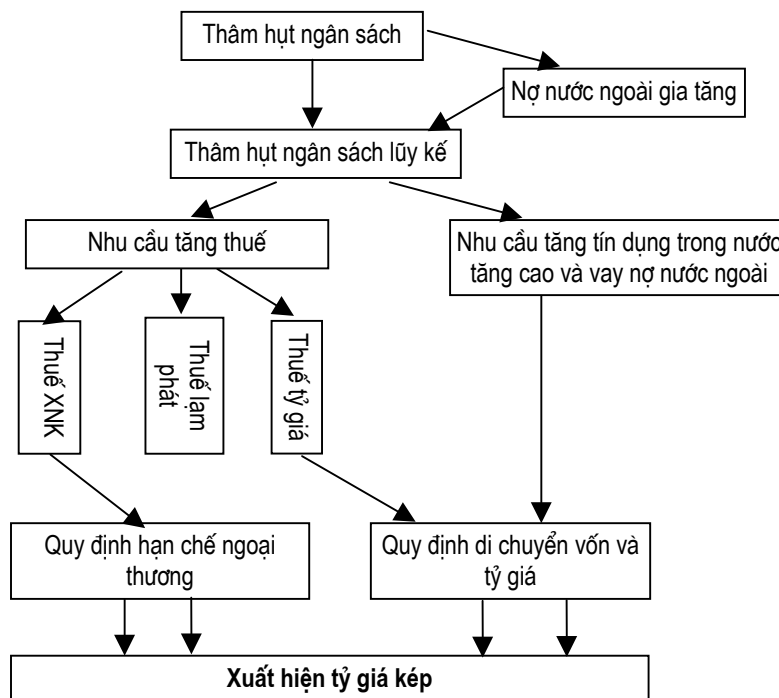 Thâm hụt ngân sách
Nợ nước ngoài gia tăng
Thâm hụt ngân sách lũy kế
Nhu cầu tăng thuế
Nhu cầu tăng tín dụng trong nước
tăng cao và vay nợ nước ngoài
Thuế XNK
Thuế lạm
phát
Thuế tỷ giá
Quy định hạn chế ngoại
thương
Quy định di chuyển vốn và
tỷ giá
Xuất hiện tỷ giá kép